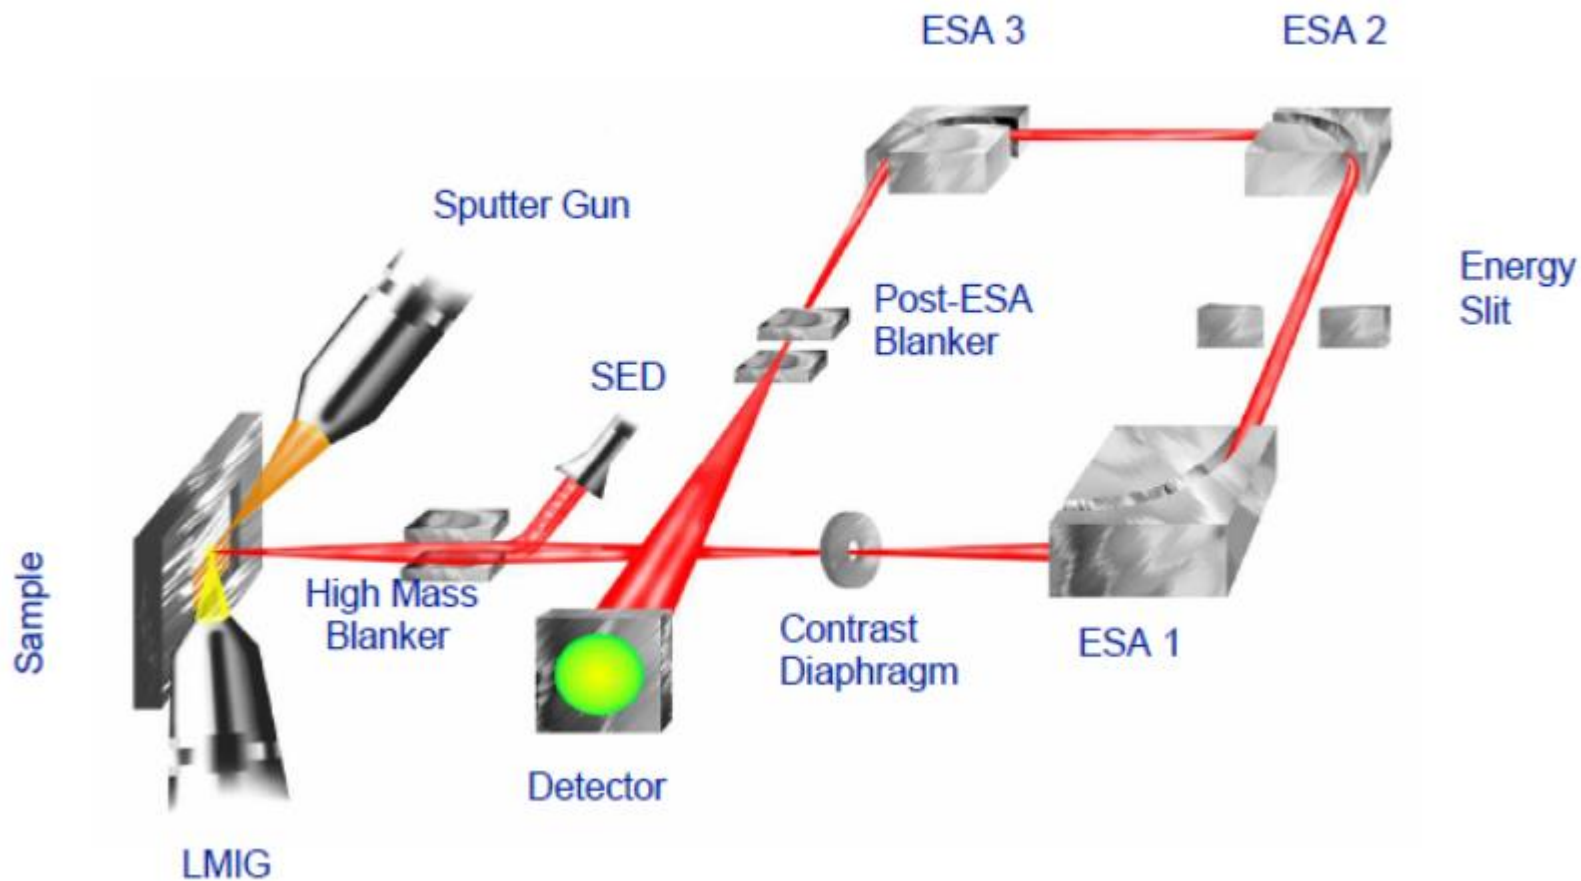 ESA 3
ESA 2
Sputter Gun
Energy
Slit
Post-ESA
Blanker
SED
Sample
High Mass
Blanker
Contrast
Diaphragm
ESA 1
Detector
LMIG